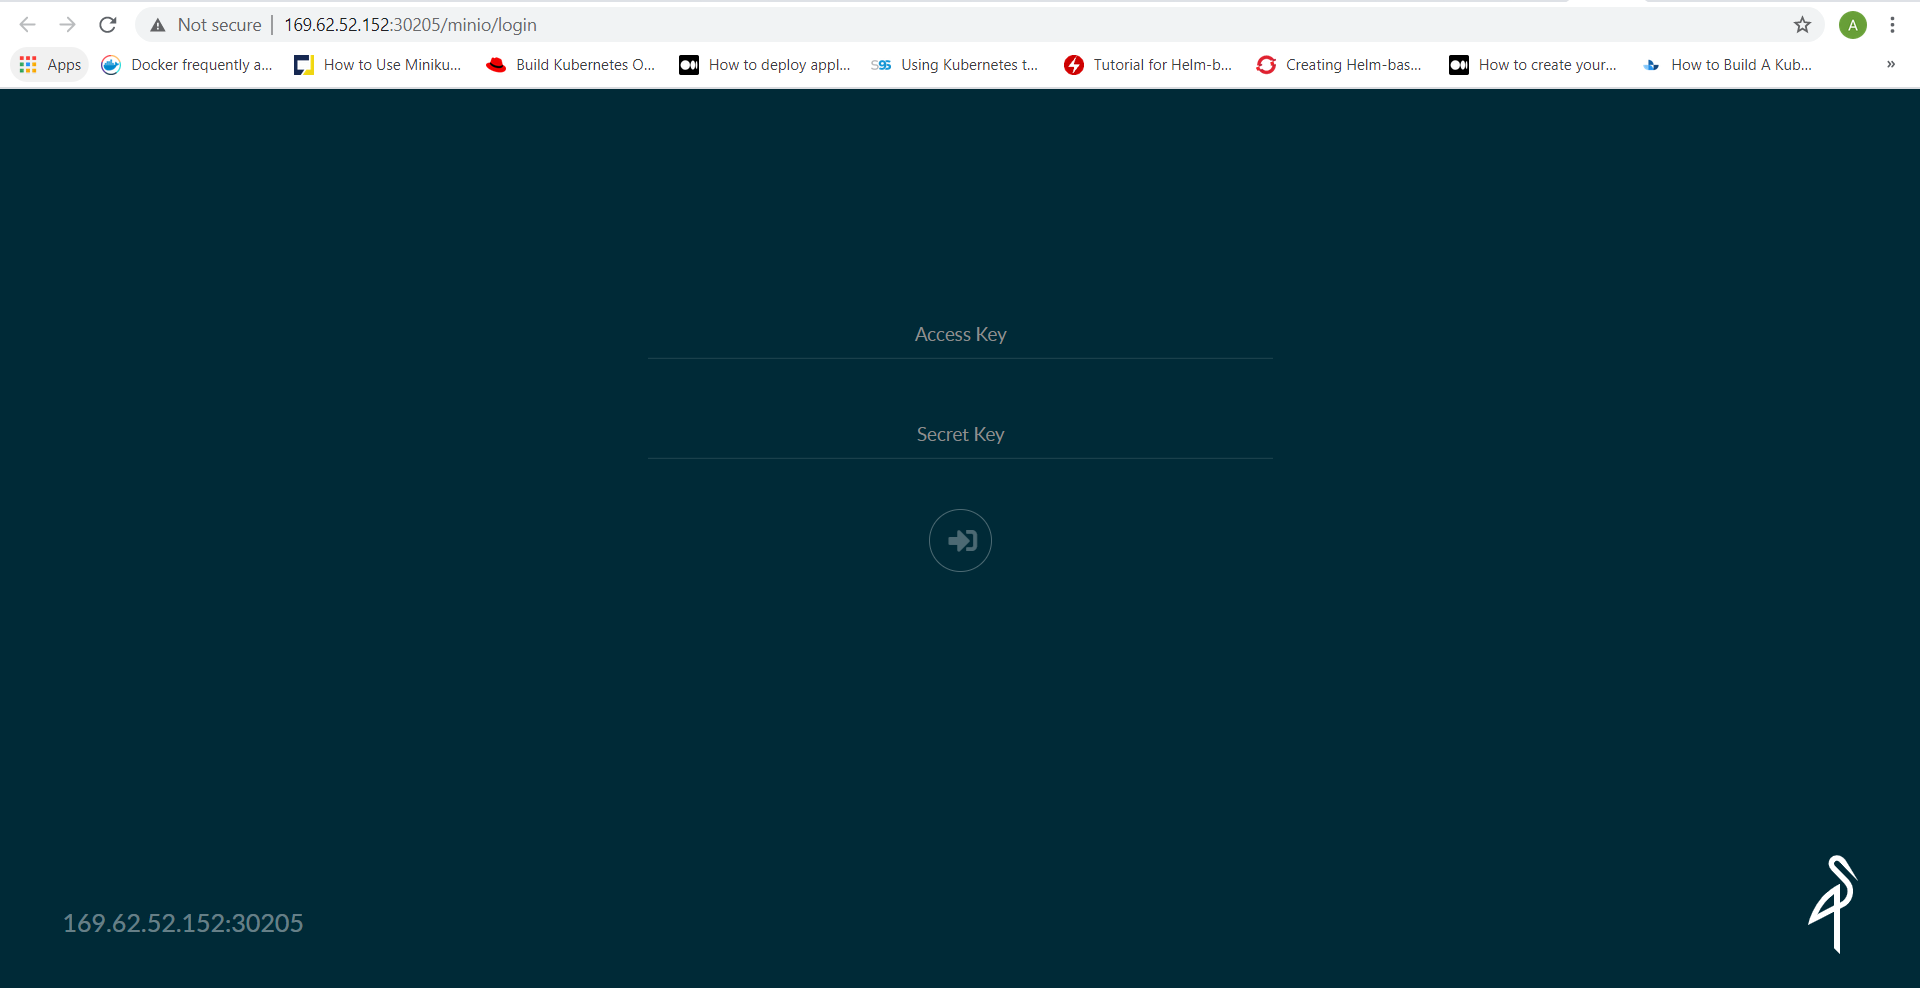 Not secure | 169.62.52.152:30205/minio/login
A
Apps Docker frequently a... How to Use Miniku... Build Kubernetes O... How to deploy appl... S95 Using Kubernetes t... Tutorial for Helm-b... Creating Helm-bas... How to create your... How to Build A Kub... »
Access Key
Secret Key
169.62.52.152:30205